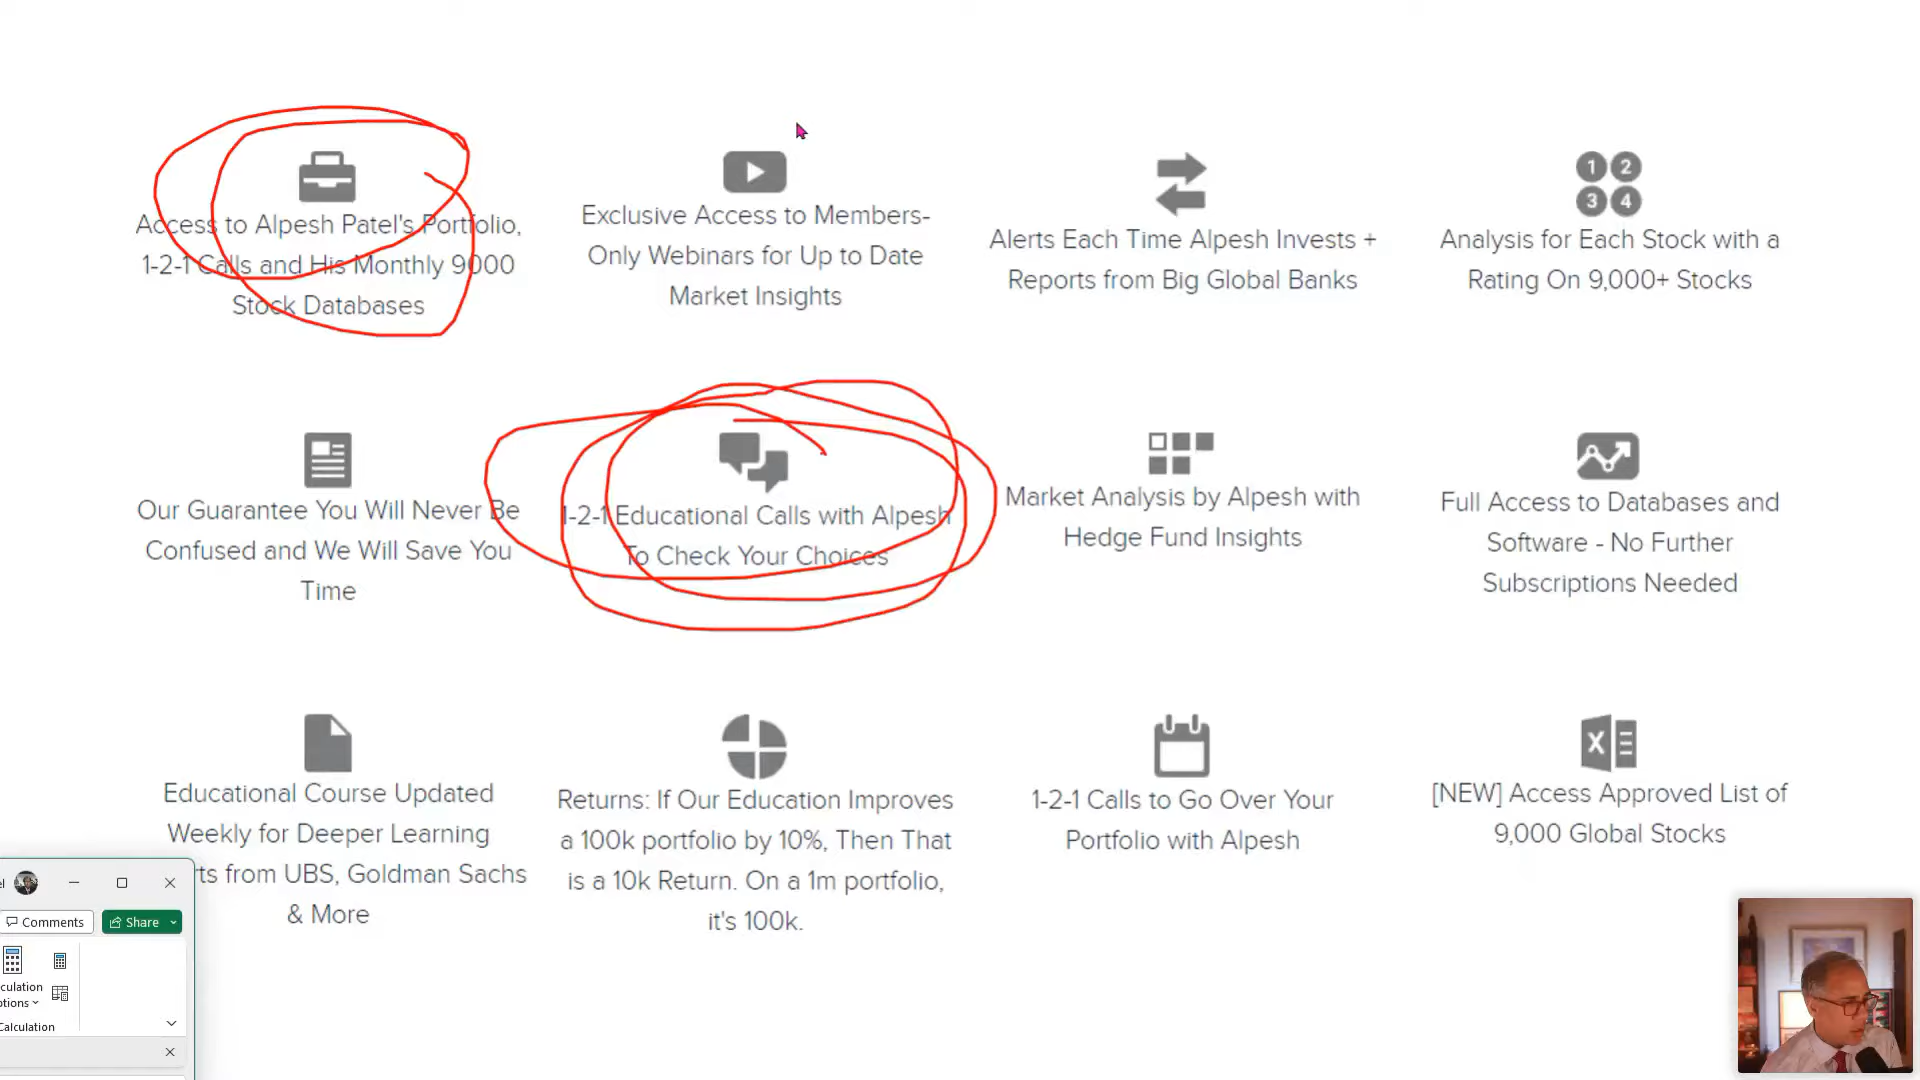 Access to Alpesh Patel's Portfolio,
1-2-1 Calls and His Monthly 9000
Stock Databases
Exclusive Access to Members-
Only Webinars for Up to Date
Market Insights
Alerts Each Time Alpesh Invests +
Reports from Big Global Banks
1 2
3 4
Analysis for Each Stock with a
Rating On 9,000+ Stocks
Our Guarantee You Will Never Be
Confused and We Will Save You
Time
1-2-1 Educational Calls with Alpesh
To Check Your Choices
Market Analysis by Alpesh with
Hedge Fund Insights
Full Access to Databases and
Software - No Further
Subscriptions Needed
Educational Course Updated
Weekly for Deeper Learning
rts from UBS, Goldman Sachs
& More
Returns: If Our Education Improves
a 100k portfolio by 10%, Then That
is a 10k Return. On a 1m portfolio,
it's 100k.
1-2-1 Calls to Go Over Your
Portfolio with Alpesh
X
[NEW] Access Approved List of
9,000 Global Stocks
el
Comments
Share
culation
ptions
Calculation